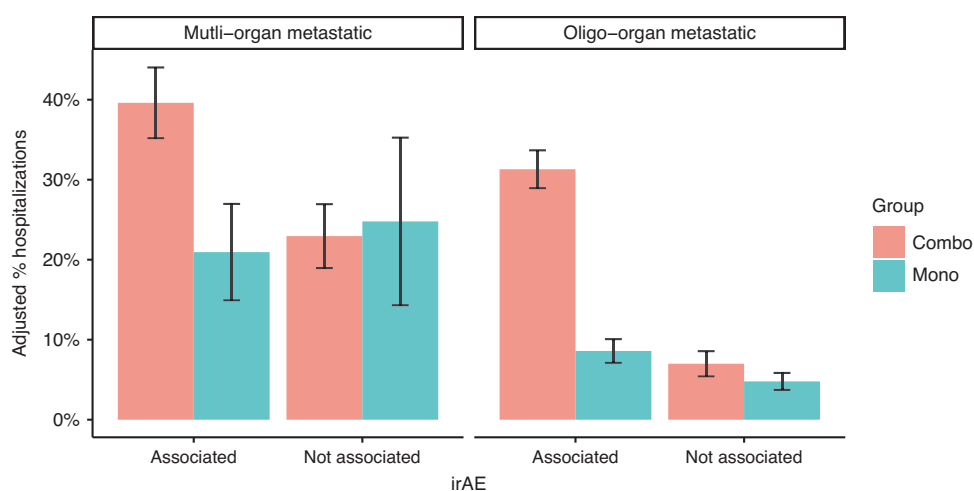 Mutli–organ metastatic
Oligo–organ metastatic
Adjusted % hospitalizations
40%
30%
20%
10%
0%
Associated
Not associated
Associated
Not associated
irAE
Group
Combo
Mono